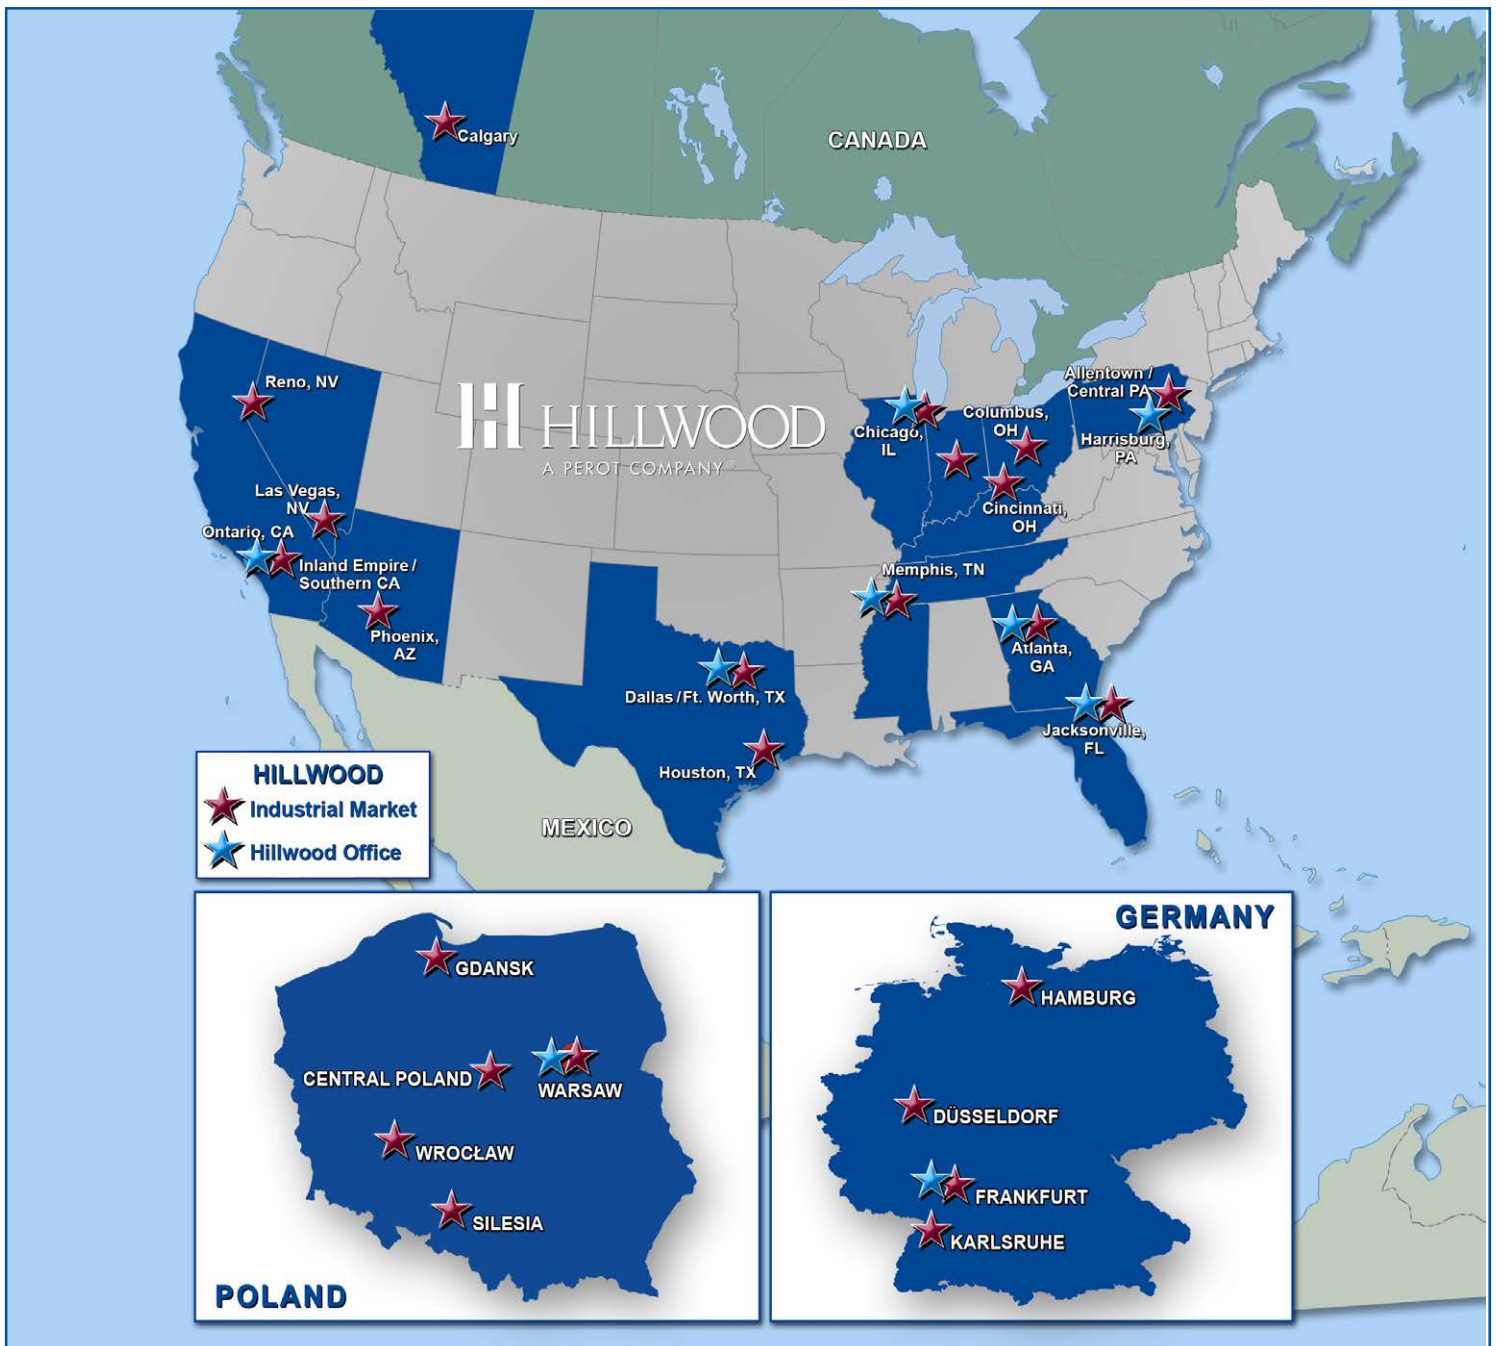 CANADA
Calgary
Reno, NV
HILLWOOD
A PEROT COMPANY®
Las Vegas,
NV
Ontario, CA
Inland Empire /
Southern CA
Phoenix,
AZ
Chicago,
IL
Columbus,
OH
Cincinnati,
OH
Allentown /
Central PA
Harrisburg,
PA
Memphis, TN
Atlanta,
GA
Jacksonville,
FL
Dallas/Ft. Worth, TX
Houston, TX
MEXICO
HILLWOOD
Industrial Market
Hillwood Office
GDANSK
CENTRAL POLAND
WARSAW
WROCŁAW
SILESIA
POLAND
GERMANY
HAMBURG
DÜSSELDORF
FRANKFURT
KARLSRUHE